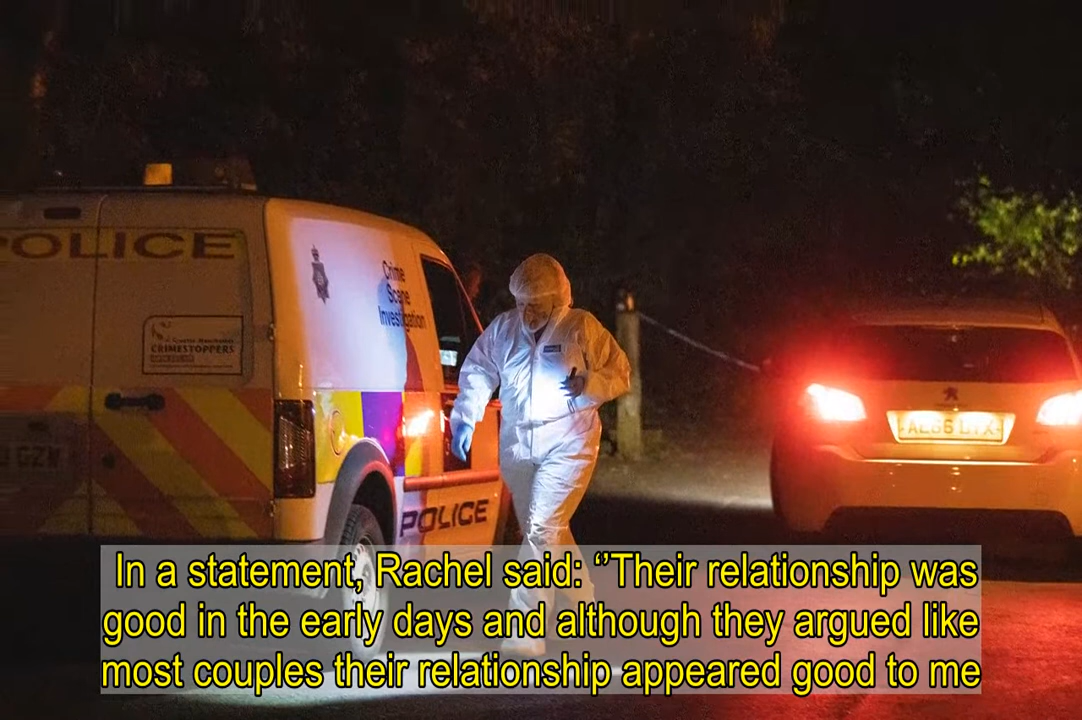 POLICE
Crime
Scene
Investigation
CRIMESTOPPERS
POLICE
In a statement, Rachel said: ‘’Their relationship was
good in the early days and although they argued like
most couples their relationship appeared good to me